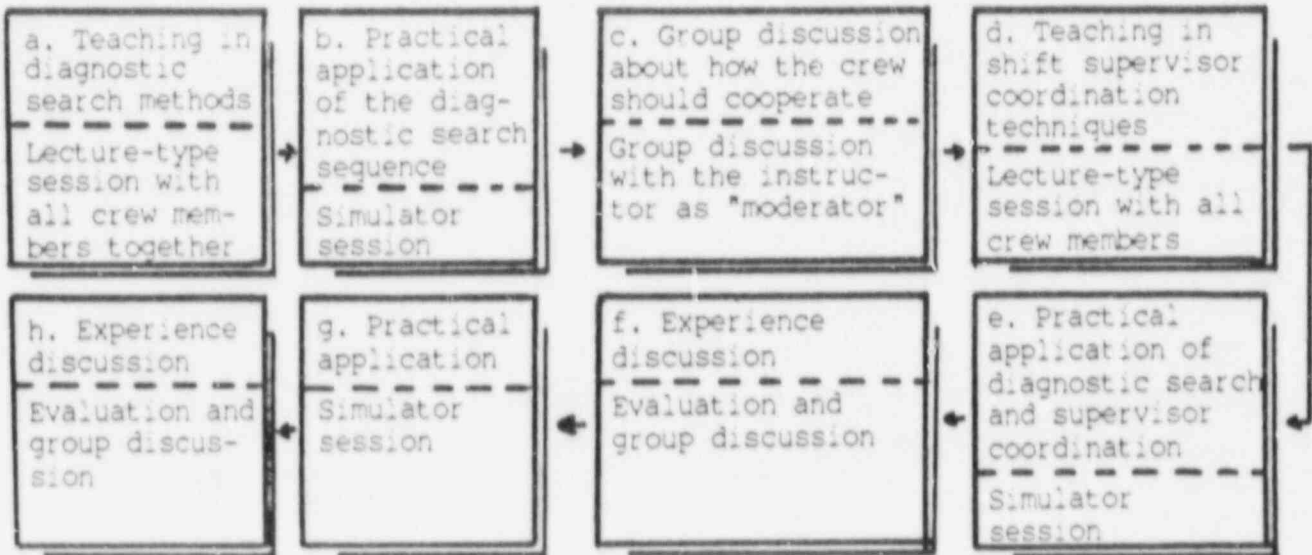 a. Teaching in
diagnostic
search methods
Lecture-type
session with
all crew mem-
bers together
b. Practical
application
of the diag-
nostic search
sequence
Simulator
session
c. Group discussion
about how the crew
should cooperate
Group discussion
with the instruc-
tor as "moderator"
d. Teaching in
shift supervisor
coordination
techniques
Lecture-type
session with all
crew members
e. Practical
application of
diagnostic search
and supervisor
coordination
Simulator
session
f. Experience
discussion
Evaluation and
group discussion
g. Practical
application
Simulator
session
h. Experience
discussion
Evaluation and
group discus-
sion